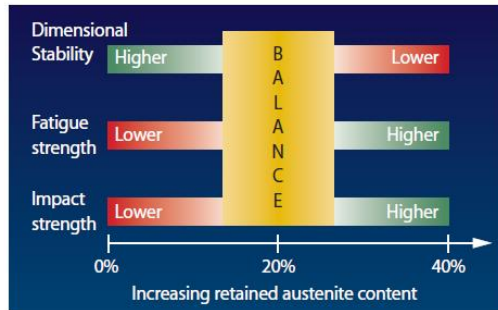 Dimensional
Stability
Higher
Lower
Fatigue
strength
Lower
Higher
Impact
strength
Lower
Higher
BALANCE
0%
20%
40%
Increasing retained austenite content